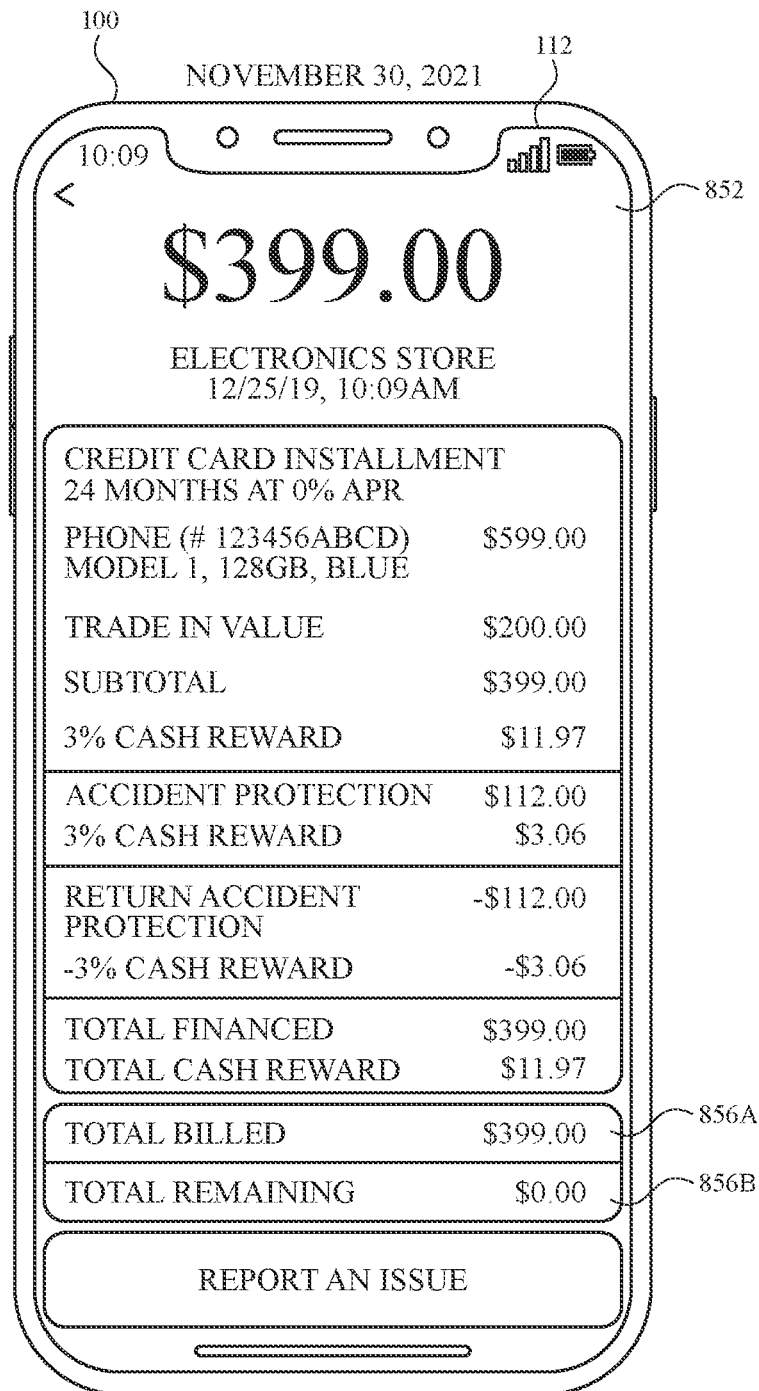 100
NOVEMBER 30, 2021
112
10:09
<
852
$399.00
ELECTRONICS STORE
12/25/19, 10:09AM
CREDIT CARD INSTALLMENT
24 MONTHS AT 0% APR
PHONE (# 123456ABCD) $599.00
MODEL 1, 128GB, BLUE
TRADE IN VALUE $200.00
SUBTOTAL $399.00
3% CASH REWARD $11.97
ACCIDENT PROTECTION $112.00
3% CASH REWARD $3.06
RETURN ACCIDENT -$112.00
PROTECTION
-3% CASH REWARD -$3.06
TOTAL FINANCED $399.00
TOTAL CASH REWARD $11.97
TOTAL BILLED $399.00
856A
TOTAL REMAINING $0.00
856B
REPORT AN ISSUE